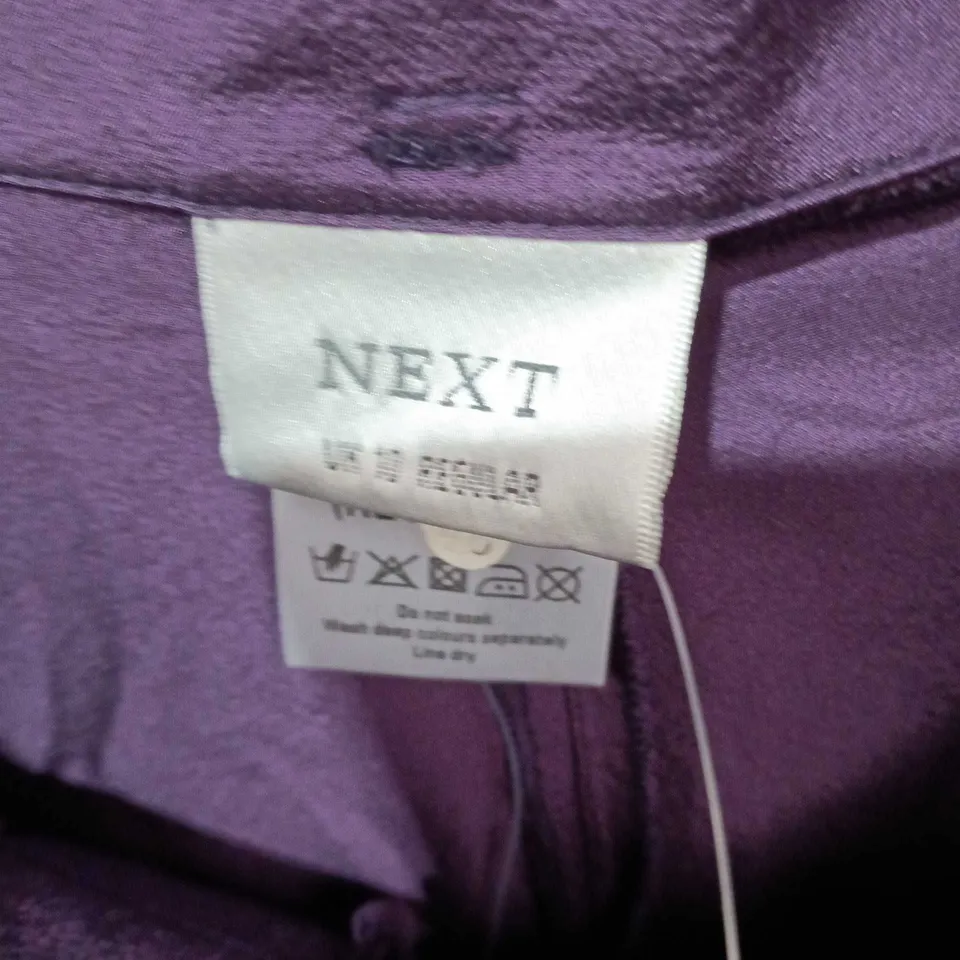 NEXT
UK 10 REGULAR
Do not soak
Wash deep colours separately
Line dry